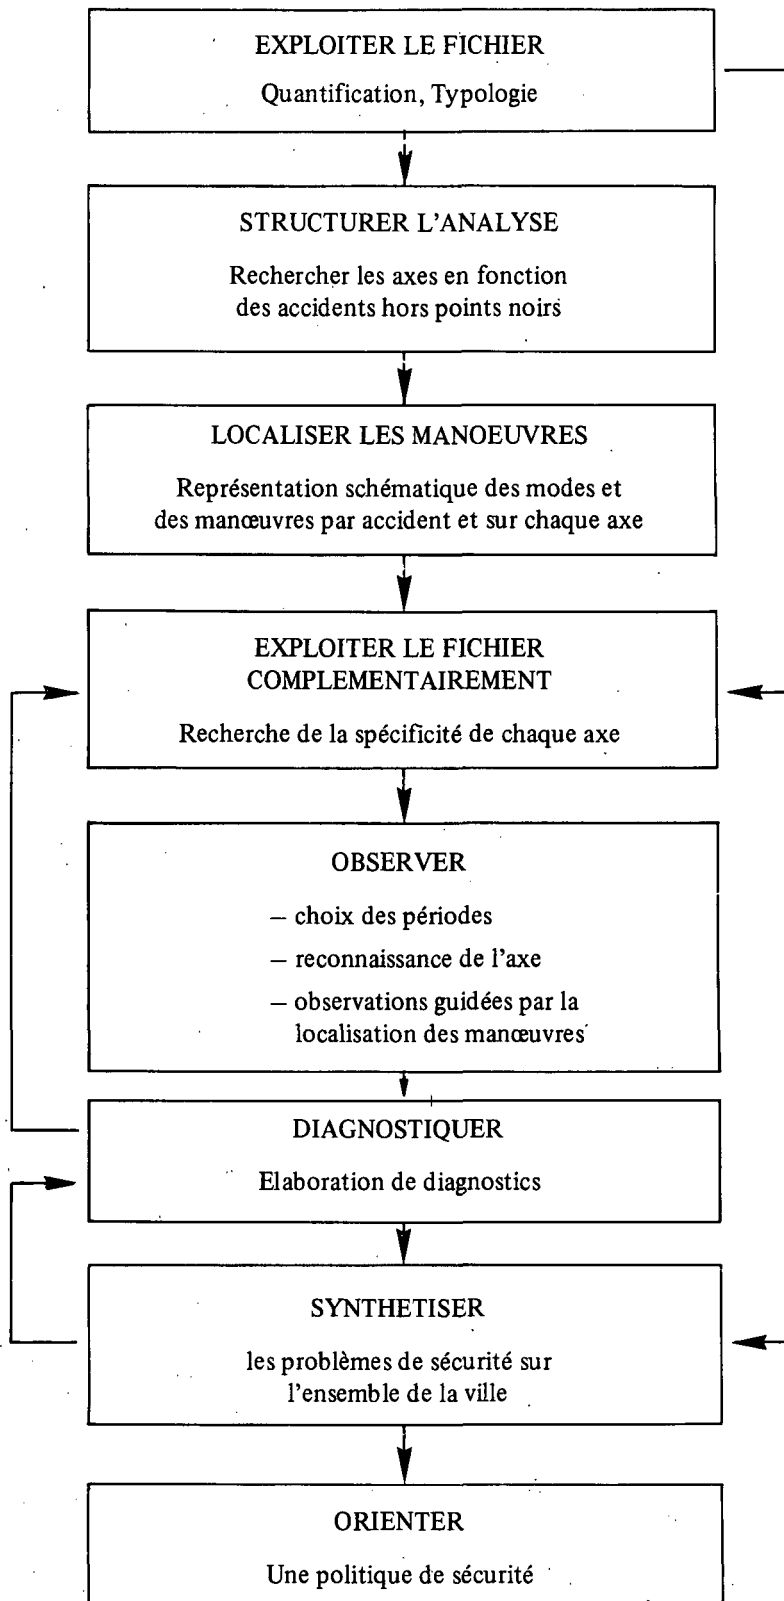 EXPLOITER LE FICHIER
Quantification, Typologie
STRUCTURER L'ANALYSE
Rechercher les axes en fonction
des accidents hors points noirs
LOCALISER LES MANOEUVRES
Représentation schématique des modes et
des manœuvres par accident et sur chaque axe
EXPLOITER LE FICHIER
COMPLEMENTAIREMENT
Recherche de la spécificité de chaque axe
OBSERVER
– choix des périodes
– reconnaissance de l'axe
– observations guidées par la
localisation des manœuvres
DIAGNOSTIQUER
Elaboration de diagnostics
SYNTHETISER
les problèmes de sécurité sur
l'ensemble de la ville
ORIENTER
Une politique de sécurité